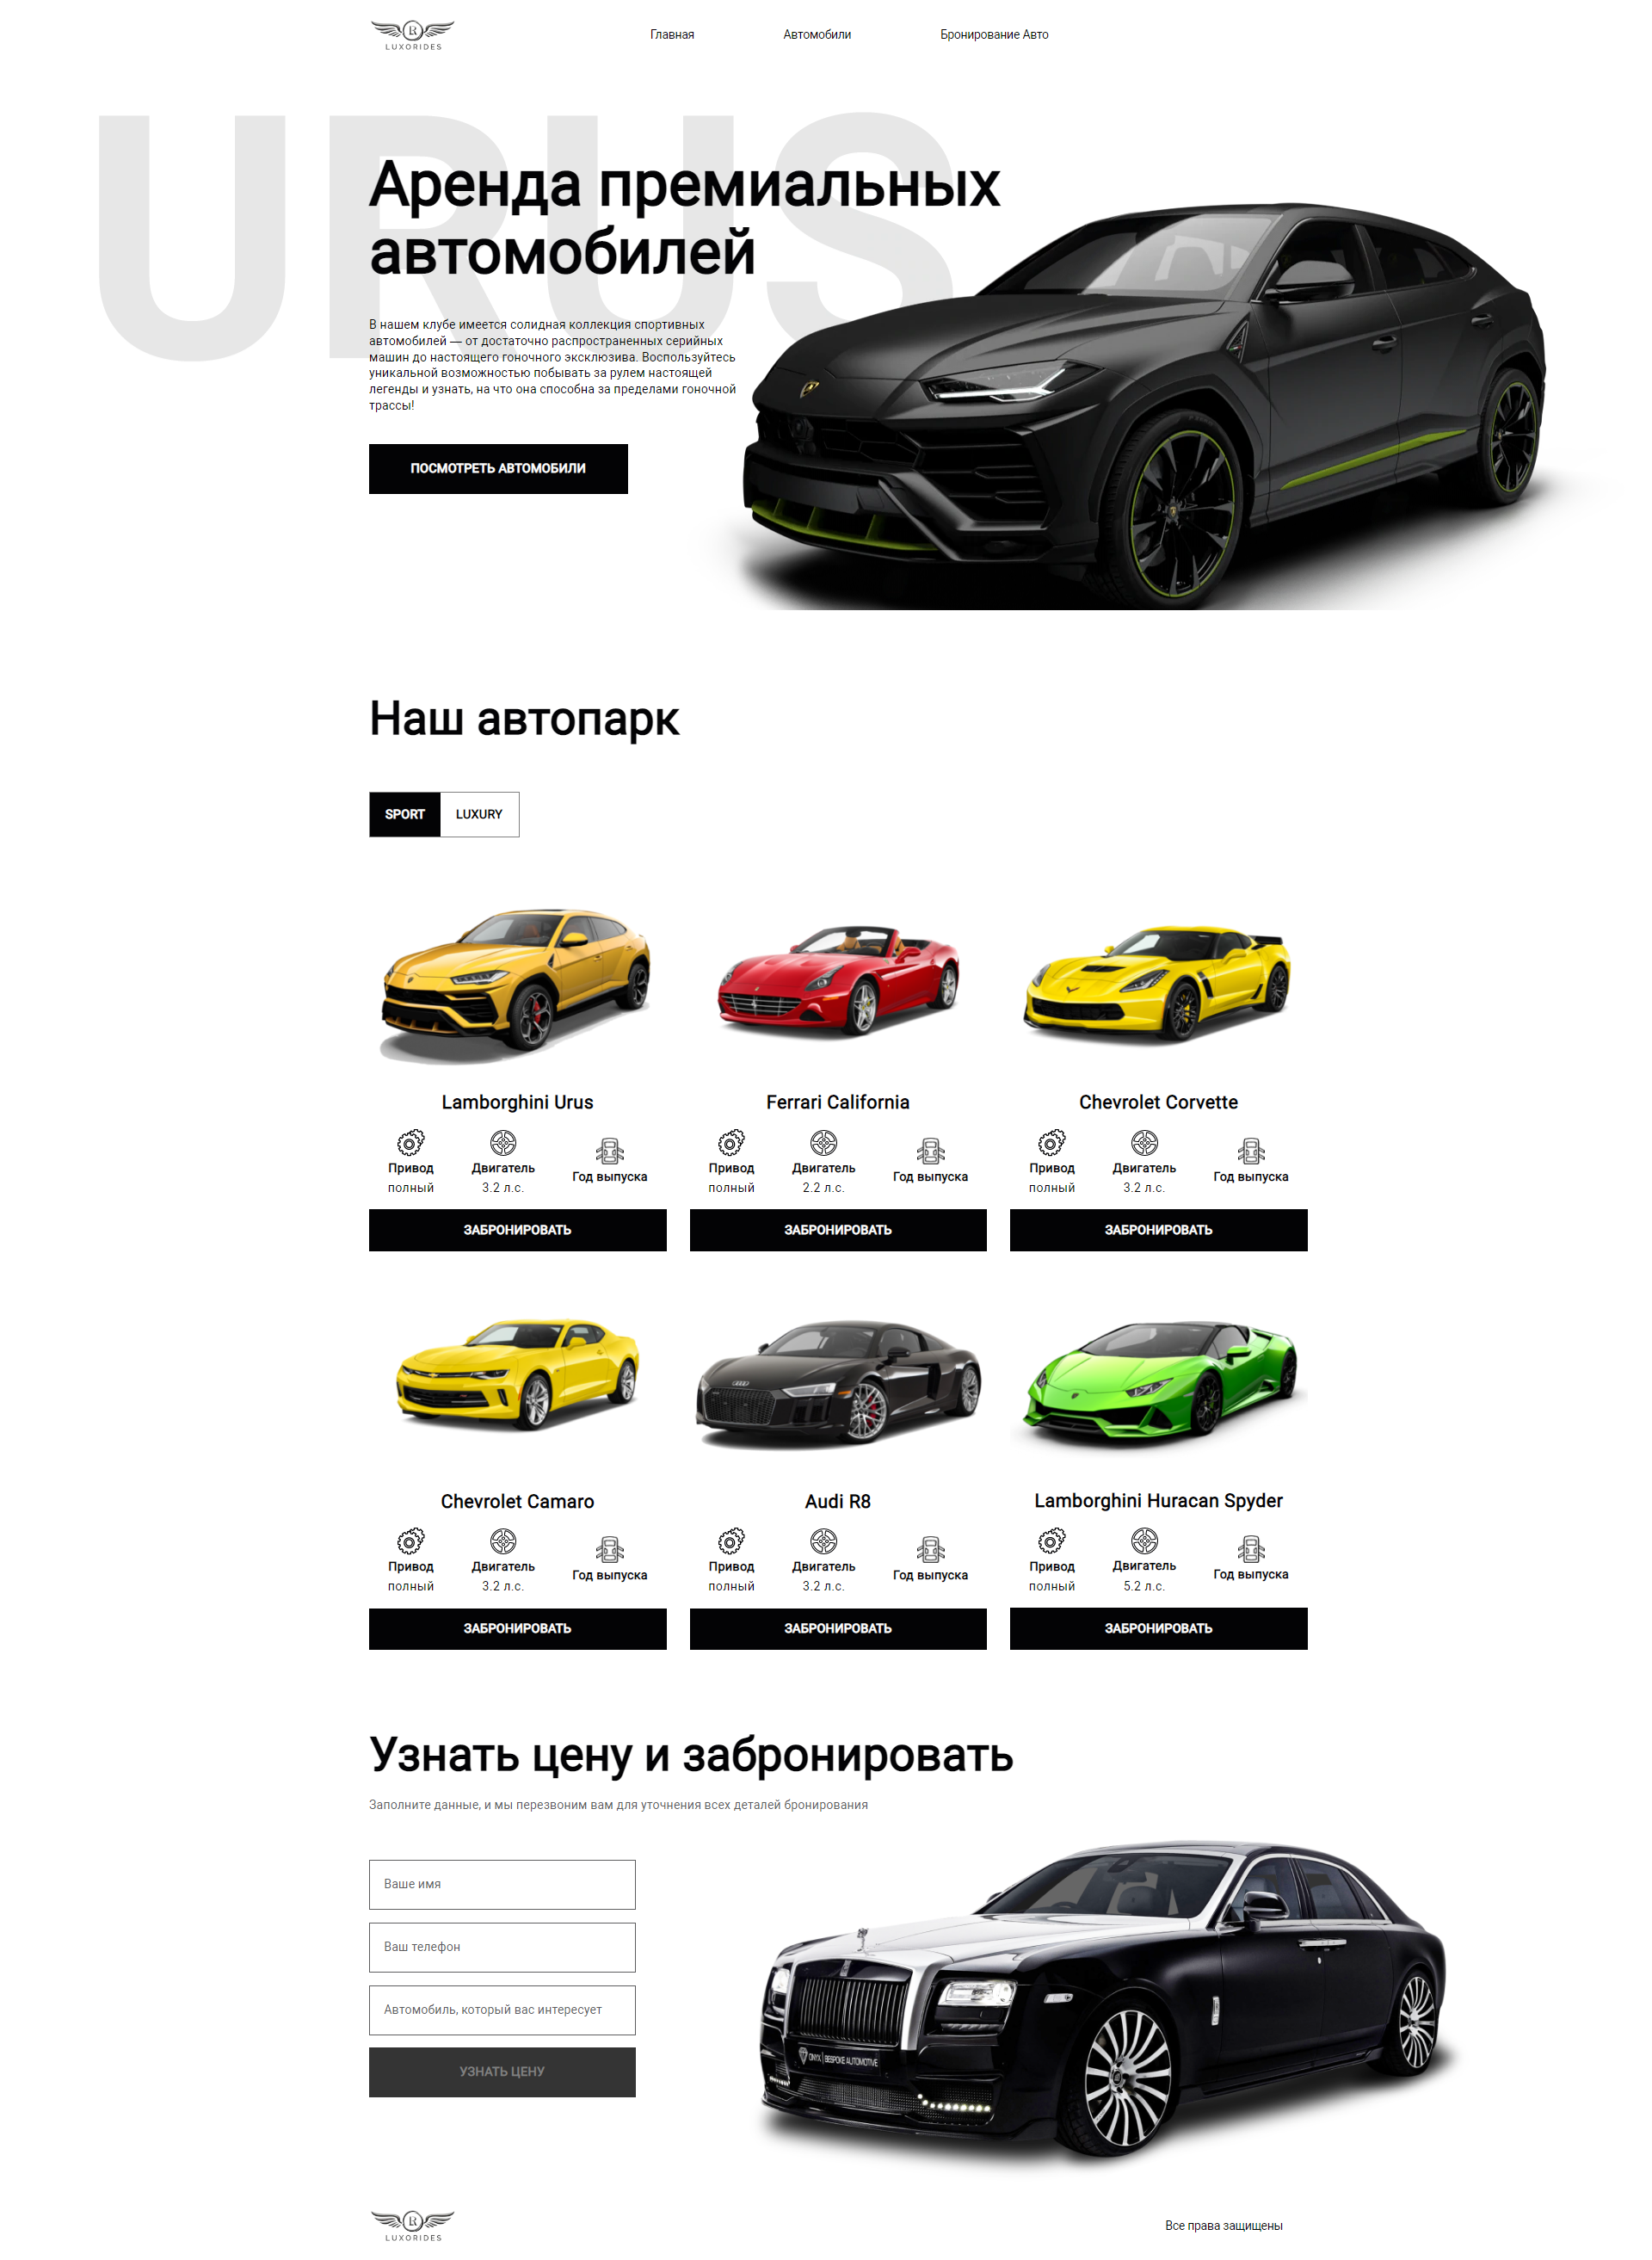 LR
LUXORIDES
Главная
Автомобили
Бронирование Авто
URUS
Аренда премиальных
автомобилей
В нашем клубе имеется солидная коллекция спортивных
автомобилей — от достаточно распространенных серийных
машин до настоящего гоночного эксклюзива. Воспользуйтесь
уникальной возможностью побывать за рулем настоящей
легенды и узнать, на что она способна за пределами гоночной
трассы!
ПОСМОТРЕТЬ АВТОМОБИЛИ
Наш автопарк
SPORT
LUXURY
Lamborghini Urus
Привод
полный
Двигатель
3.2 л.с.
Год выпуска
ЗАБРОНИРОВАТЬ
Ferrari California
Привод
полный
Двигатель
2.2 л.с.
Год выпуска
ЗАБРОНИРОВАТЬ
Chevrolet Corvette
Привод
полный
Двигатель
3.2 л.с.
Год выпуска
ЗАБРОНИРОВАТЬ
Chevrolet Camaro
Привод
полный
Двигатель
3.2 л.с.
Год выпуска
ЗАБРОНИРОВАТЬ
Audi R8
Привод
полный
Двигатель
3.2 л.с.
Год выпуска
ЗАБРОНИРОВАТЬ
Lamborghini Huracan Spyder
Привод
полный
Двигатель
5.2 л.с.
Год выпуска
ЗАБРОНИРОВАТЬ
Узнать цену и забронировать
Заполните данные, и мы перезвоним вам для уточнения всех деталей бронирования
Ваше имя
Ваш телефон
Автомобиль, который вас интересует
УЗНАТЬ ЦЕНУ
ONYX | BESPOKE AUTOMOTIVE
LR
LUXORIDES
Все права защищены